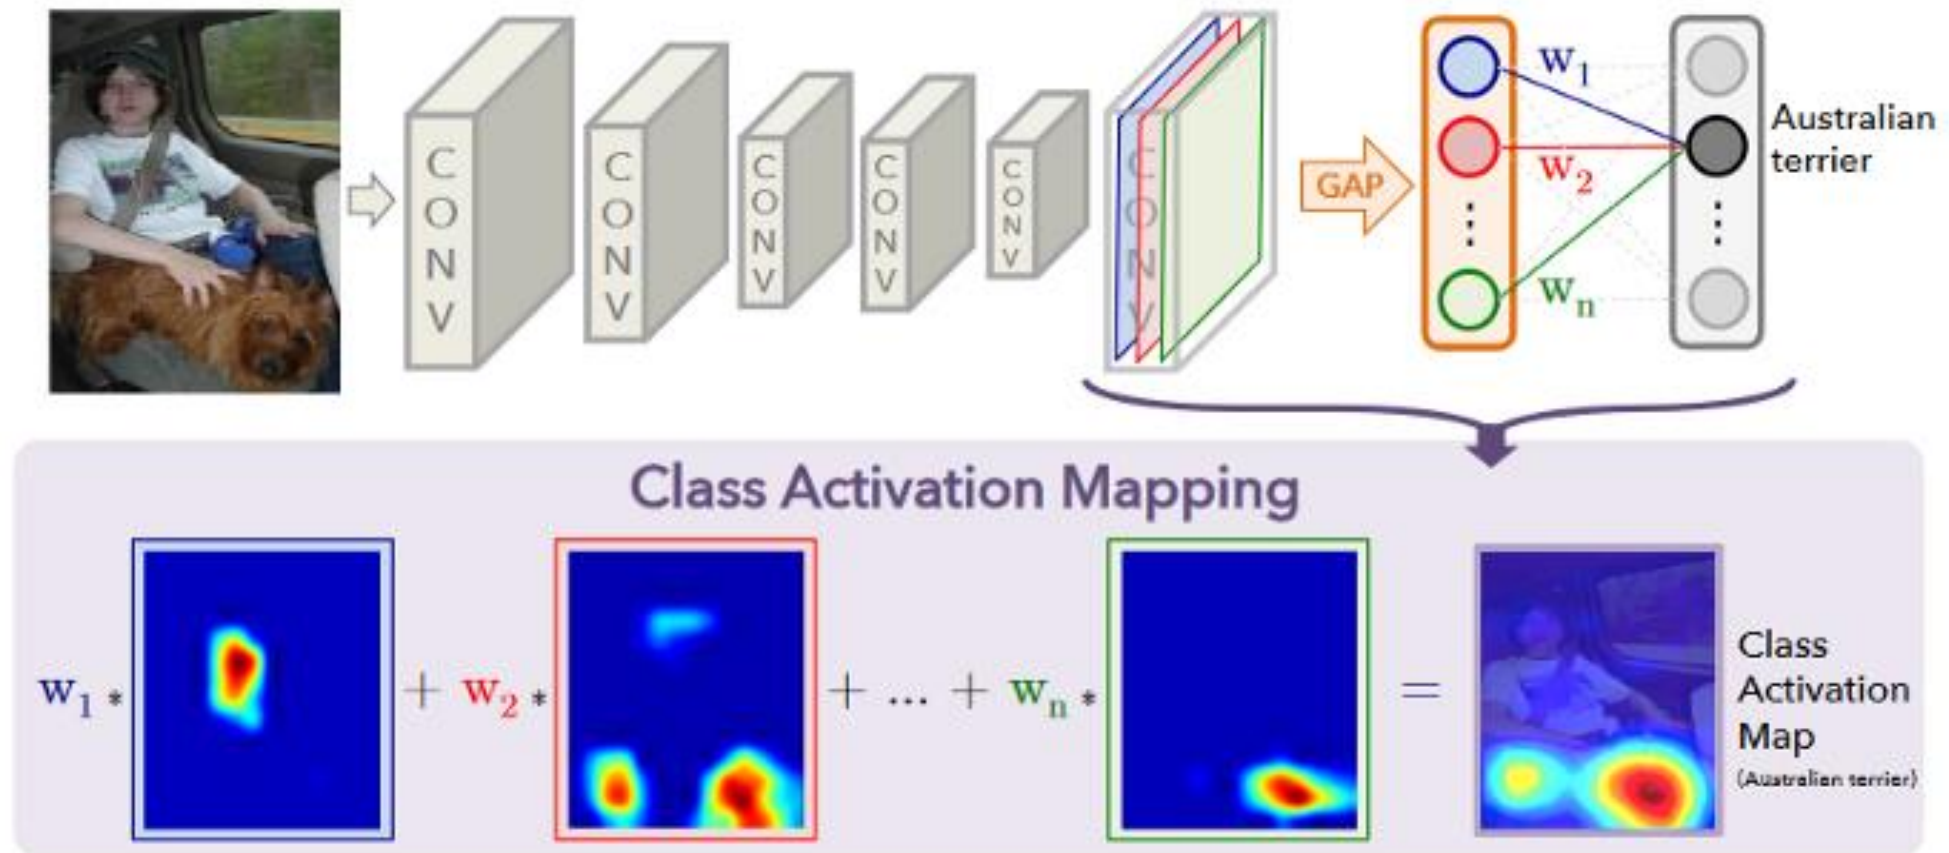 CONV
CONV
CONV
CONV
CONV
CONV
GAP
w1
w2
⋮
wn
⋮
Australian
terrier
Class Activation Mapping
w1 * + w2 * + ... + wn * =
Class
Activation
Map
(Australian terrier)